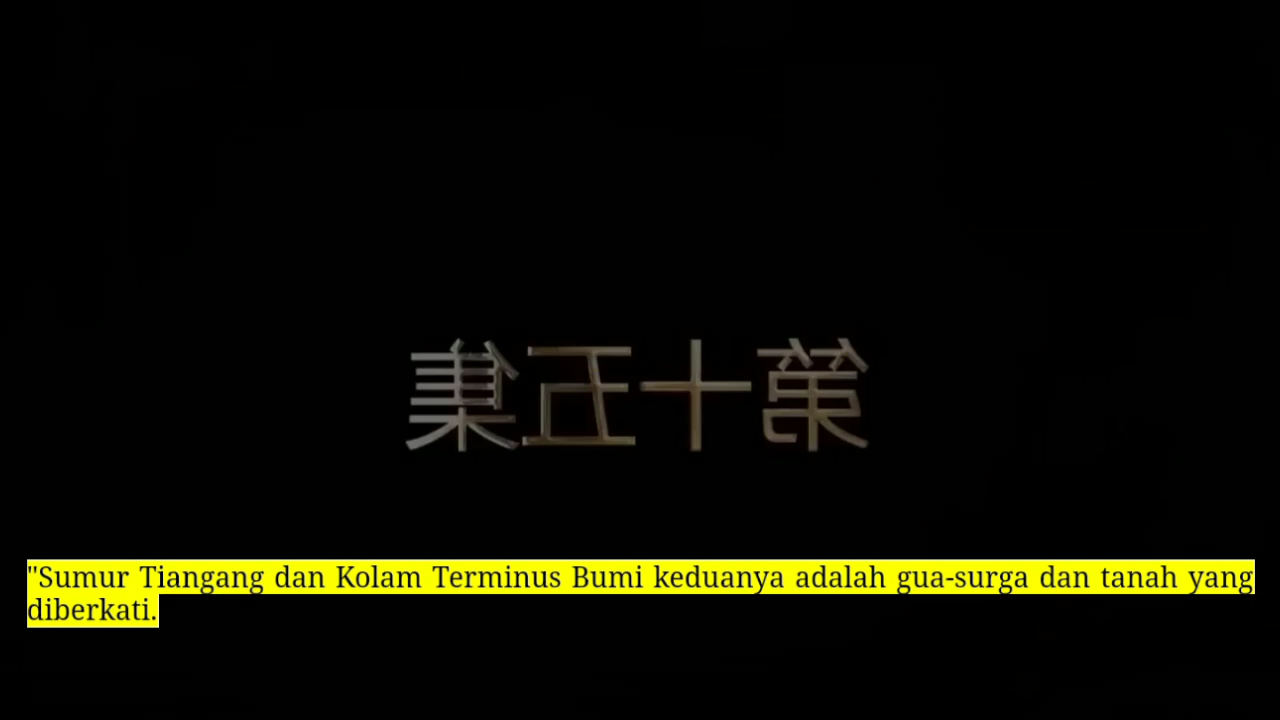 第十五集
"Sumur Tiangang dan Kolam Terminus Bumi keduanya adalah gua-surga dan tanah yang
diberkati.